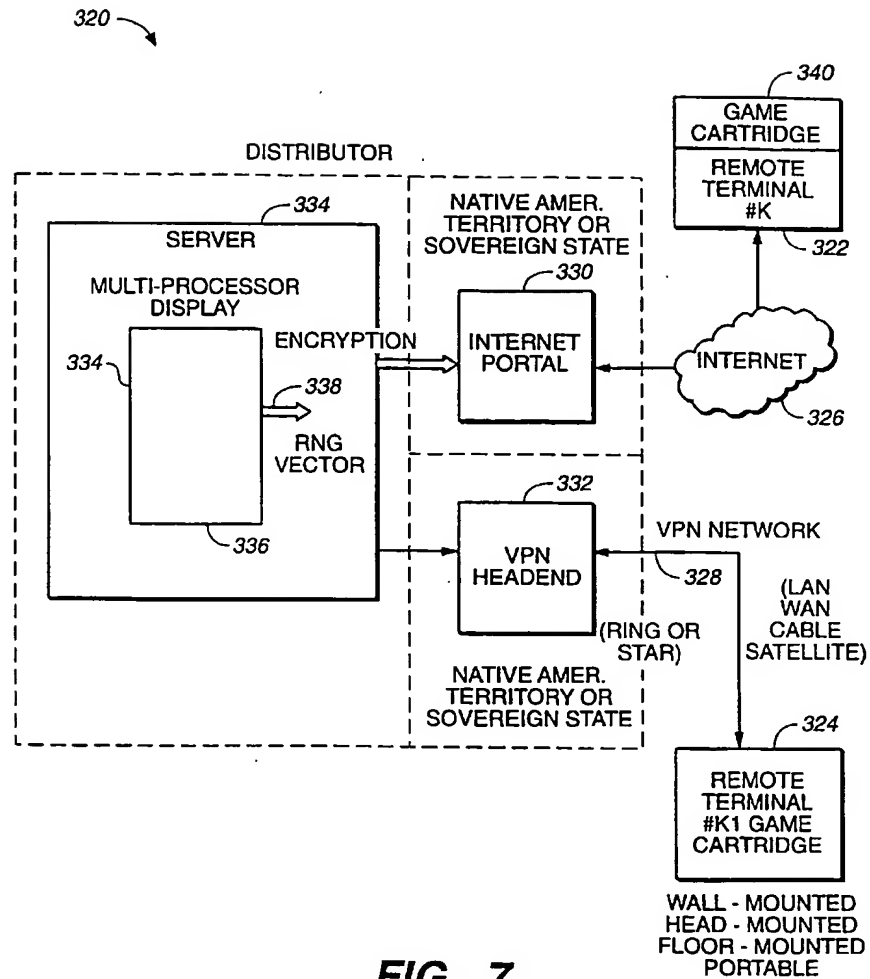 320
DISTRIBUTOR
334
SERVER
MULTI-PROCESSOR
DISPLAY
334
338
RNG
VECTOR
336
ENCRYPTION
NATIVE AMER.
TERRITORY OR
SOVEREIGN STATE
330
INTERNET
PORTAL
340
GAME
CARTRIDGE
REMOTE
TERMINAL
#K
322
INTERNET
326
332
VPN
HEADEND
VPN NETWORK
328
(RING OR
STAR)
(LAN
WAN
CABLE
SATELLITE)
NATIVE AMER.
TERRITORY OR
SOVEREIGN STATE
324
REMOTE
TERMINAL
#K1 GAME
CARTRIDGE
WALL - MOUNTED
HEAD - MOUNTED
FLOOR - MOUNTED
PORTABLE
FIG._7